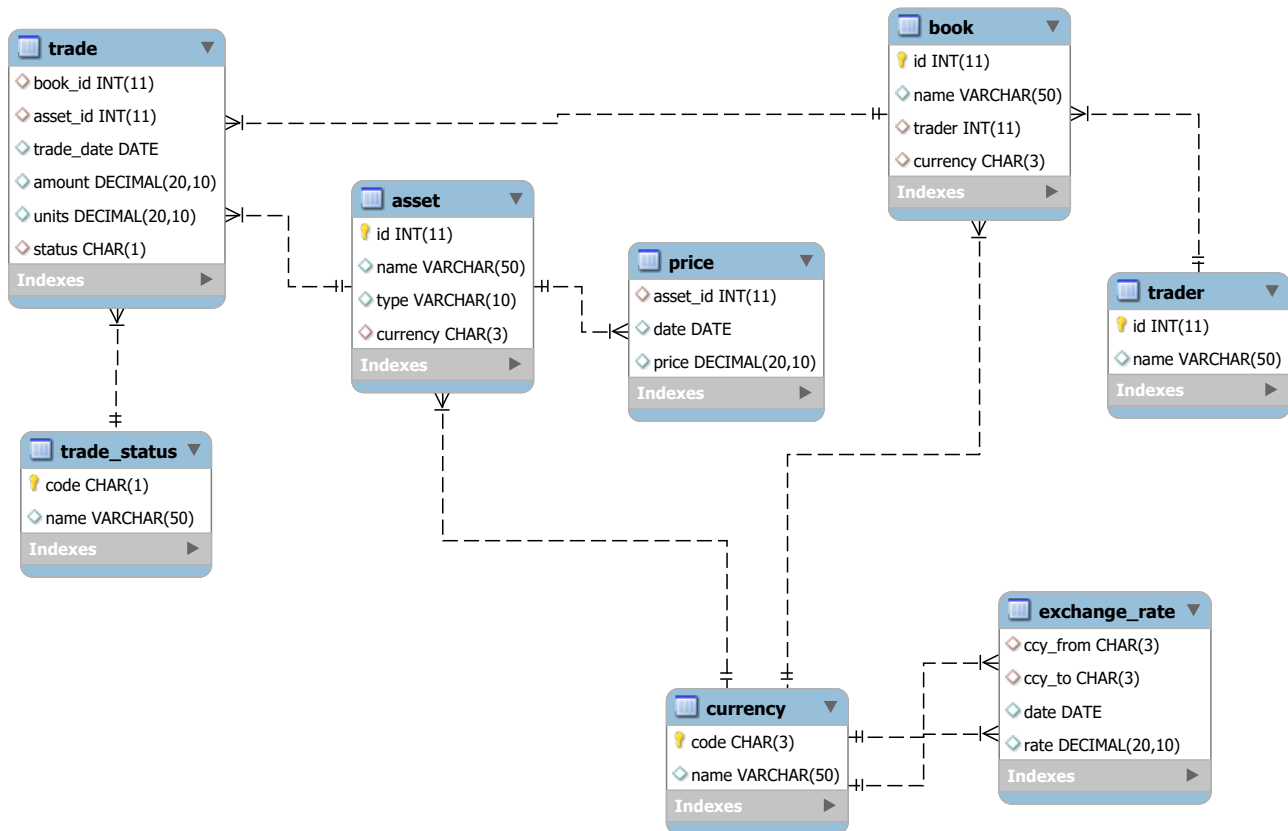 trade
book_id INT(11)
asset_id INT(11)
trade_date DATE
amount DECIMAL(20,10)
units DECIMAL(20,10)
status CHAR(1)
Indexes
book
id INT(11)
name VARCHAR(50)
trader INT(11)
currency CHAR(3)
Indexes
asset
id INT(11)
name VARCHAR(50)
type VARCHAR(10)
currency CHAR(3)
Indexes
price
asset_id INT(11)
date DATE
price DECIMAL(20,10)
Indexes
trader
id INT(11)
name VARCHAR(50)
Indexes
trade_status
code CHAR(1)
name VARCHAR(50)
Indexes
exchange_rate
ccy_from CHAR(3)
ccy_to CHAR(3)
date DATE
rate DECIMAL(20,10)
Indexes
currency
code CHAR(3)
name VARCHAR(50)
Indexes